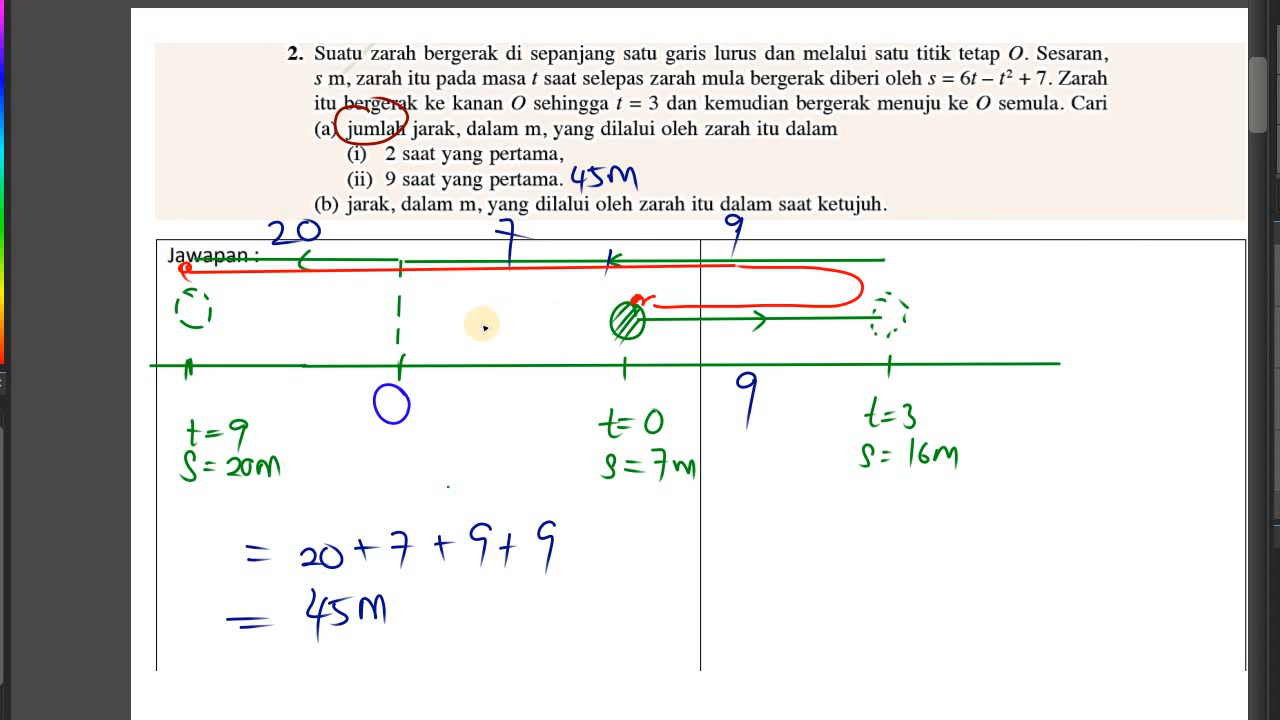 2. Suatu zarah bergerak di sepanjang satu garis lurus dan melalui satu titik tetap O. Sesaran,
s m, zarah itu pada masa t saat selepas zarah mula bergerak diberi oleh s = 6t – t² + 7. Zarah
itu bergerak ke kanan O sehingga t = 3 dan kemudian bergerak menuju ke O semula. Cari
(a) jumlah jarak, dalam m, yang dilalui oleh zarah itu dalam
(i) 2 saat yang pertama,
(ii) 9 saat yang pertama. 45m
(b) jarak, dalam m, yang dilalui oleh zarah itu dalam saat ketujuh.
20 7 9
Jawapan :
O 9
t=9 t=0 t=3
s=20m s=7m s=16m
= 20+7+9+9
= 45m